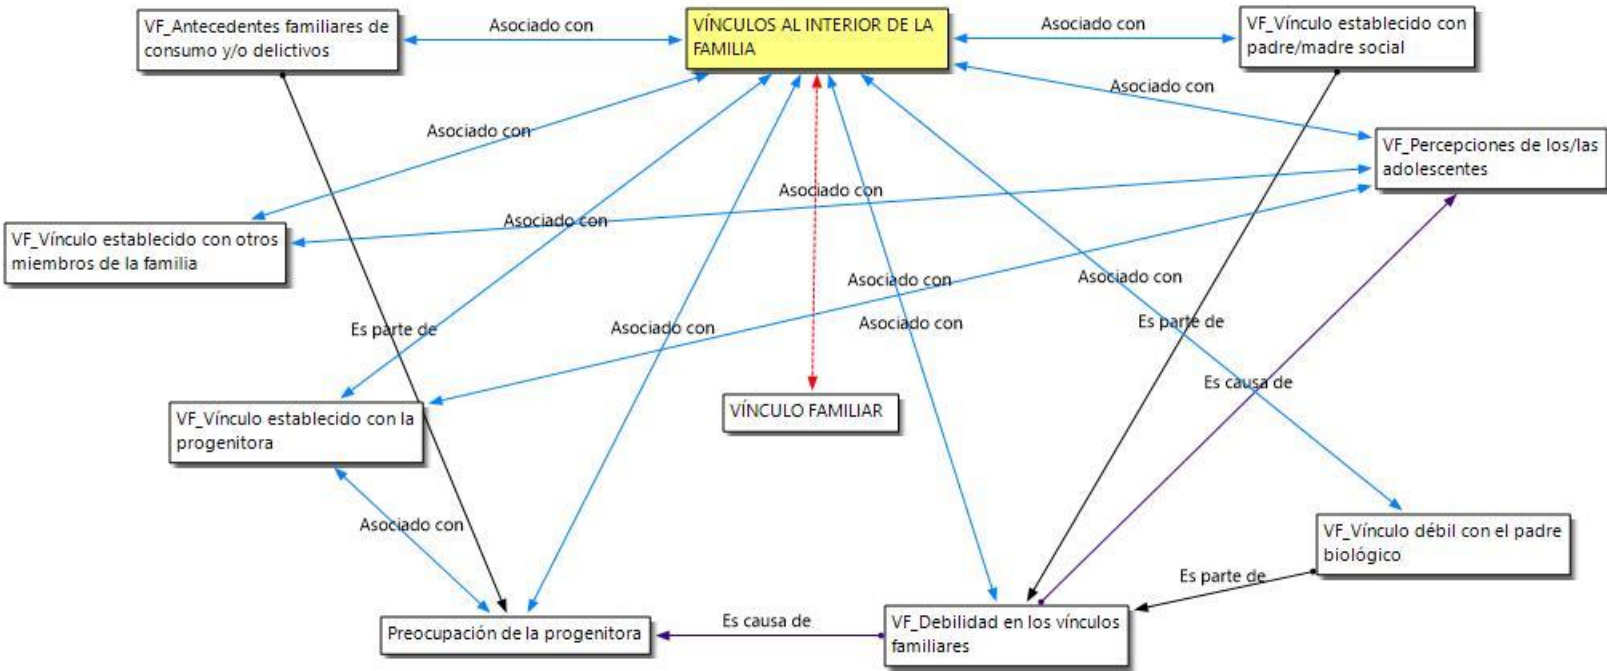 VF_Antecedentes familiares de
consumo y/o delictivos
Asociado con
VÍNCULOS AL INTERIOR DE LA
FAMILIA
Asociado con
VF_Vínculo establecido con
padre/madre social
Asociado con
Asociado con
VF_Percepciones de los/las
adolescentes
Asociado con
Asociado con
VF_Vínculo establecido con otros
miembros de la familia
Asociado con
Asociado con
Es parte de
Asociado con
Asociado con
Es parte de
Es causa de
VF_Vínculo establecido con la
progenitora
VÍNCULO FAMILIAR
Asociado con
VF_Vínculo débil con el padre
biológico
Es parte de
Preocupación de la progenitora
Es causa de
VF_Debilidad en los vínculos
familiares